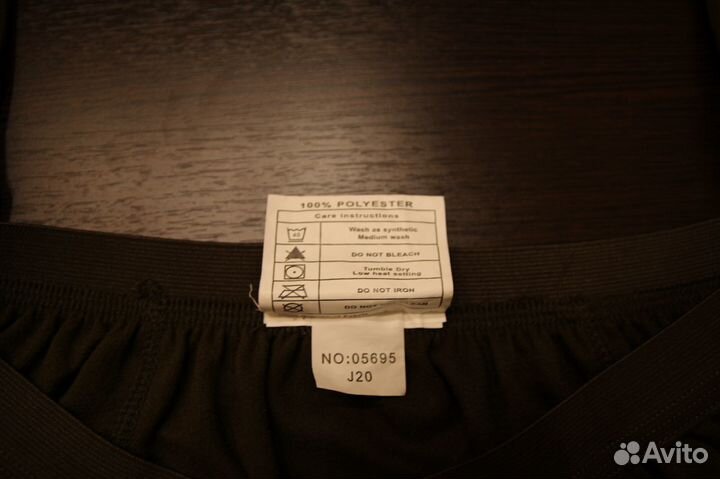 100% POLYESTER
Care instructions
40
Wash as synthetic
Medium wash
DO NOT BLEACH
Tumble Dry
Low heat setting
DO NOT IRON
NO:05695
J20
Avito